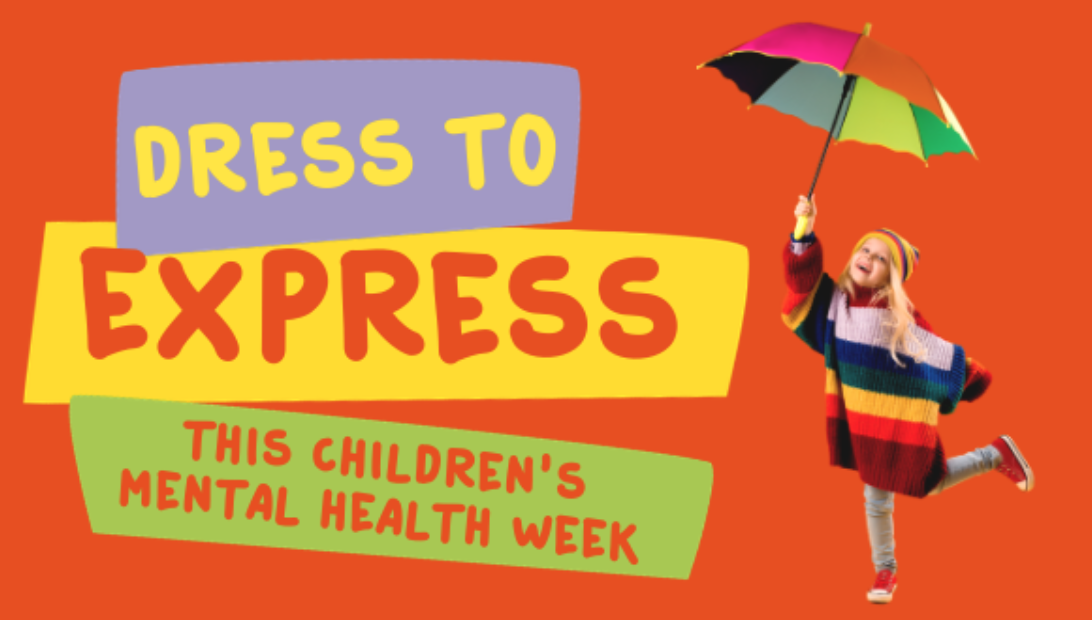 DRESS TO
EXPRESS
THIS CHILDREN'S
MENTAL HEALTH WEEK